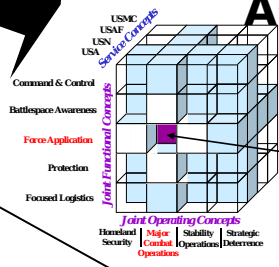 A
USMC
USAF
USN
USA
Service Concepts
Command & Control
Battlespace Awareness
Force Application
Protection
Focused Logistics
Joint Functional Concepts
Joint Operating Concepts
Homeland Security
Major Combat Operations
Stability Operations
Strategic Deterrence